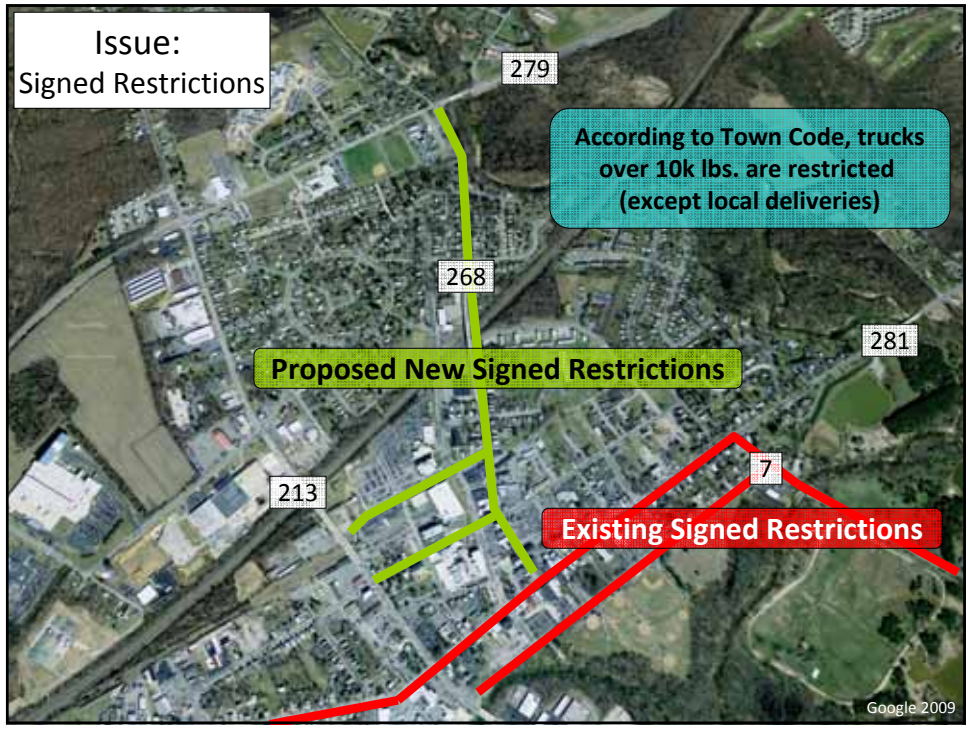 Issue:
Signed Restrictions
279
According to Town Code, trucks
over 10k lbs. are restricted
(except local deliveries)
268
281
Proposed New Signed Restrictions
7
213
Existing Signed Restrictions
Google 2009